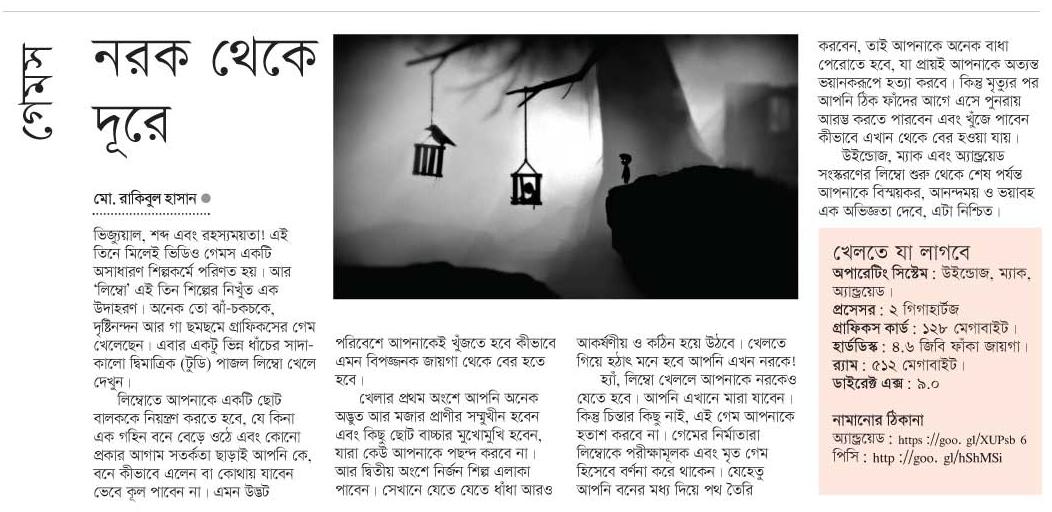 গেমস
নরক থেকে
দূরে
মো. রাকিবুল হাসান
ভিজ্যুয়াল, শব্দ এবং রহস্যময়তা! এই
তিনে মিলেই ভিডিও গেমস একটি
অসাধারণ শিল্পকর্মে পরিণত হয়। আর
‘লিম্বো’ এই তিন শিল্পের নিখুঁত এক
উদাহরণ। অনেক তো ঝাঁ-চকচকে,
দৃষ্টিনন্দন আর গা ছমছমে গ্রাফিকসের গেম
খেলেছেন। এবার একটু ভিন্ন ধাঁচের সাদা-
কালো দ্বিমাত্রিক (টুডি) পাজল লিম্বো খেলে
দেখুন।
লিম্বোতে আপনাকে একটি ছোট
বালককে নিয়ন্ত্রণ করতে হবে, যে কিনা
এক গহিন বনে বেড়ে ওঠে এবং কোনো
প্রকার আগাম সতর্কতা ছাড়াই আপনি কে,
বনে কীভাবে এলেন বা কোথায় যাবেন
ভেবে কূল পাবেন না। এমন উদ্ভট
পরিবেশে আপনাকেই খুঁজতে হবে কীভাবে
এমন বিপজ্জনক জায়গা থেকে বের হতে
হবে।
খেলার প্রথম অংশে আপনি অনেক
অদ্ভুত আর মজার প্রাণীর সম্মুখীন হবেন
এবং কিছু ছোট বাচ্চার মুখোমুখি হবেন,
যারা কেউ আপনাকে পছন্দ করবে না।
আর দ্বিতীয় অংশে নির্জন শিল্প এলাকা
পাবেন। সেখানে যেতে যেতে ধাঁধা আরও
আকর্ষণীয় ও কঠিন হয়ে উঠবে। খেলতে
গিয়ে হঠাৎ মনে হবে আপনি এখন নরকে!
হ্যাঁ, লিম্বো খেললে আপনাকে নরকেও
যেতে হবে। আপনি এখানে মারা যাবেন।
কিন্তু চিন্তার কিছু নাই, এই গেম আপনাকে
হতাশ করবে না। গেমের নির্মাতারা
লিম্বোকে পরীক্ষামূলক এবং মৃত গেম
হিসেবে বর্ণনা করে থাকেন। যেহেতু
আপনি বনের মধ্য দিয়ে পথ তৈরি
করবেন, তাই আপনাকে অনেক বাধা
পেরোতে হবে, যা প্রায়ই আপনাকে অত্যন্ত
ভয়ানকরূপে হত্যা করবে। কিন্তু মৃত্যুর পর
আপনি ঠিক ফাঁদের আগে এসে পুনরায়
আরম্ভ করতে পারবেন এবং খুঁজে পাবেন
কীভাবে এখান থেকে বের হওয়া যায়।
উইন্ডোজ, ম্যাক এবং অ্যান্ড্রয়েড
সংস্করণের লিম্বো শুরু থেকে শেষ পর্যন্ত
আপনাকে বিস্ময়কর, আনন্দময় ও ভয়াবহ
এক অভিজ্ঞতা দেবে, এটা নিশ্চিত।
খেলতে যা লাগবে
অপারেটিং সিস্টেম : উইন্ডোজ, ম্যাক,
অ্যান্ড্রয়েড।
প্রসেসর : ২ গিগাহার্টজ
গ্রাফিকস কার্ড : ১২৮ মেগাবাইট।
হার্ডডিস্ক : ৪.৬ জিবি ফাঁকা জায়গা।
র‍্যাম : ৫১২ মেগাবাইট।
ডাইরেক্ট এক্স : ৯.০
নামানোর ঠিকানা
অ্যান্ড্রয়েড : https ://goo. gl/XUPsb 6
পিসি : http ://goo. gl/hShMSi